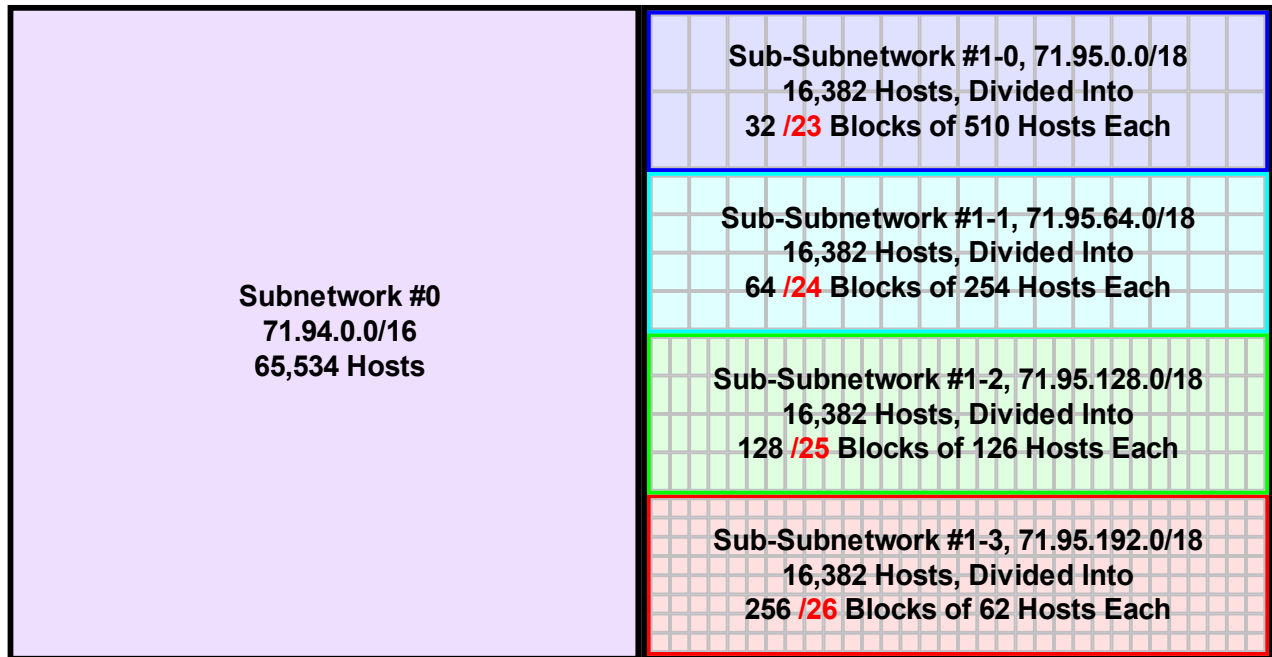 Subnetwork #0
71.94.0.0/16
65,534 Hosts
Sub-Subnetwork #1-0, 71.95.0.0/18
16,382 Hosts, Divided Into
32 /23 Blocks of 510 Hosts Each
Sub-Subnetwork #1-1, 71.95.64.0/18
16,382 Hosts, Divided Into
64 /24 Blocks of 254 Hosts Each
Sub-Subnetwork #1-2, 71.95.128.0/18
16,382 Hosts, Divided Into
128 /25 Blocks of 126 Hosts Each
Sub-Subnetwork #1-3, 71.95.192.0/18
16,382 Hosts, Divided Into
256 /26 Blocks of 62 Hosts Each